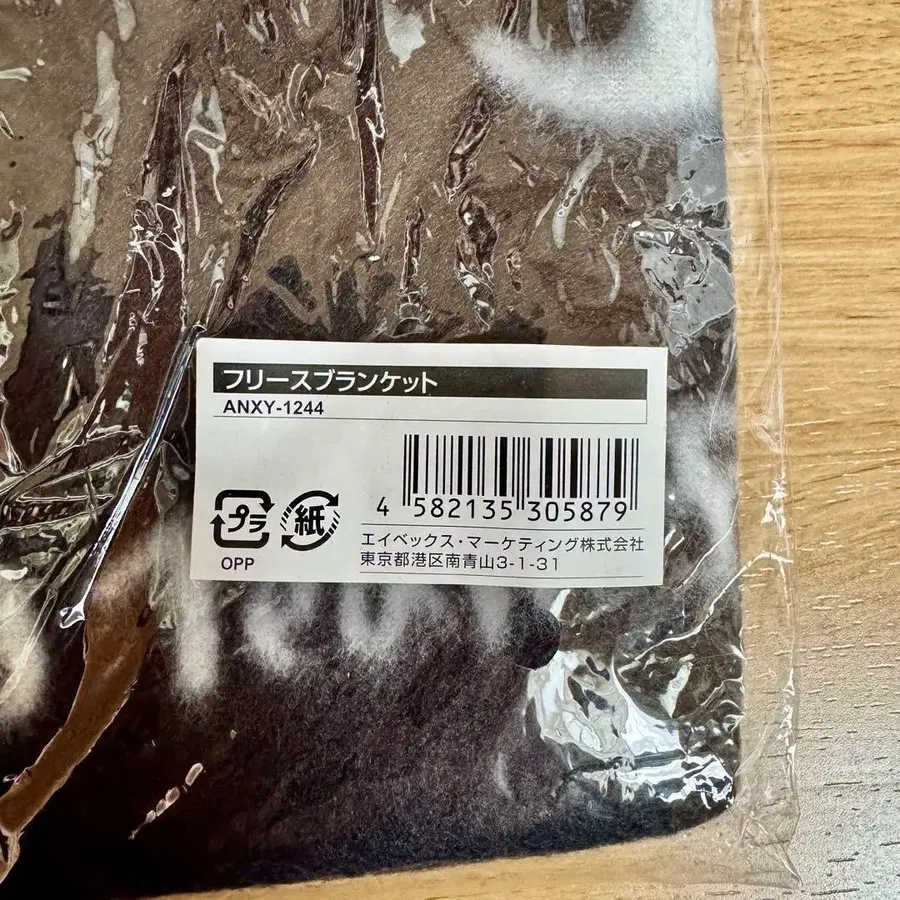 フリースブランケット
ANXY-1244
4 582135 305879
プラ
紙
OPP
エイベックス・マーケティング株式会社
東京都港区南青山3-1-31